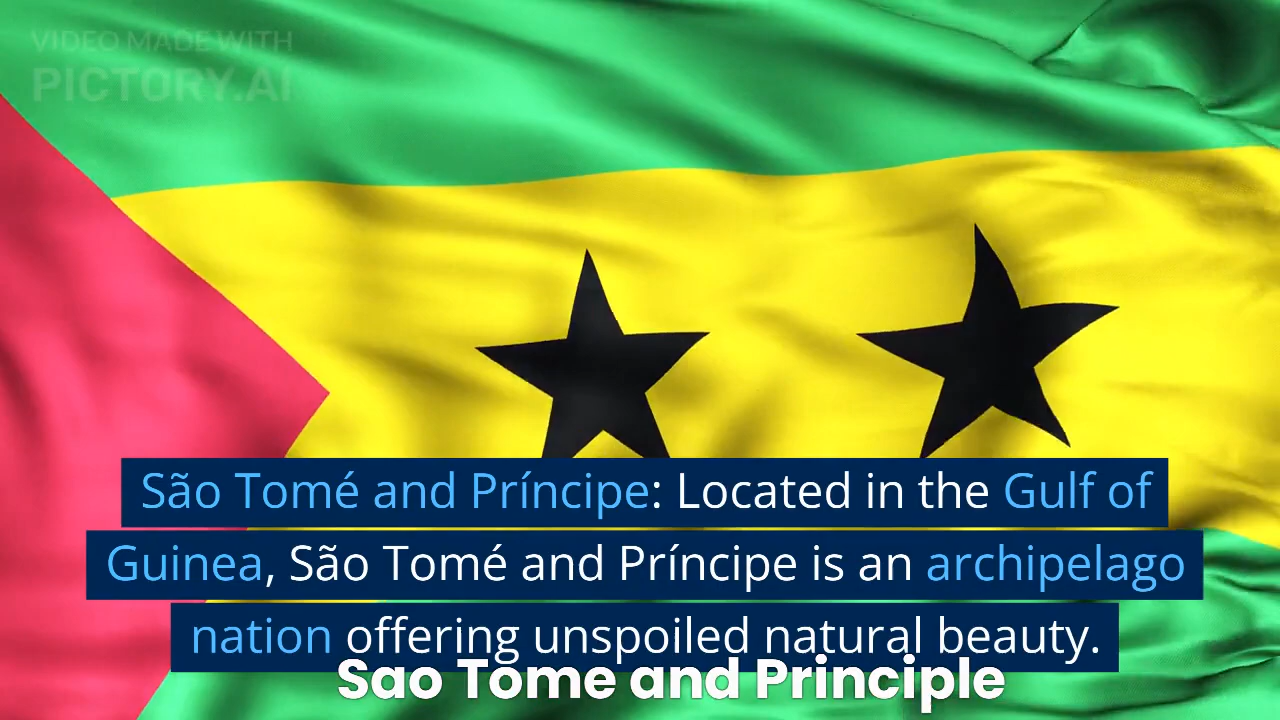 VIDEO MADE WITH
PICTORY.AI
São Tomé and Príncipe: Located in the Gulf of
Guinea, São Tomé and Príncipe is an archipelago
nation offering unspoiled natural beauty.
Sao Tome and Principle